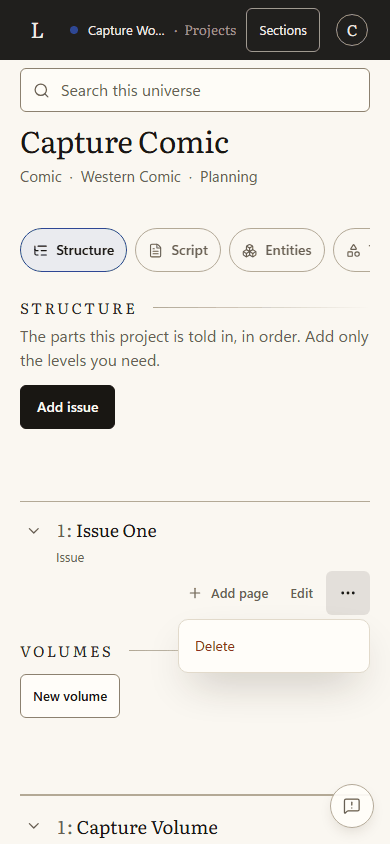 L
Capture Wo... · Projects
Sections
C
Search this universe
Capture Comic
Comic · Western Comic · Planning
Structure
Script
Entities
STRUCTURE
The parts this project is told in, in order. Add only
the levels you need.
Add issue
1: Issue One
Issue
Add page
Edit
...
Delete
VOLUMES
New volume
1: Capture Volume